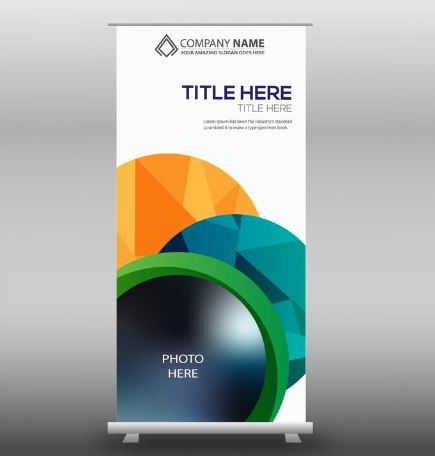 COMPANY NAME
YOUR AMAZING SLOGAN GOES HERE
TITLE HERE
TITLE HERE
Lorem ipsum has been the industry's standard
scrambled it to make a type specimen book.
PHOTO
HERE